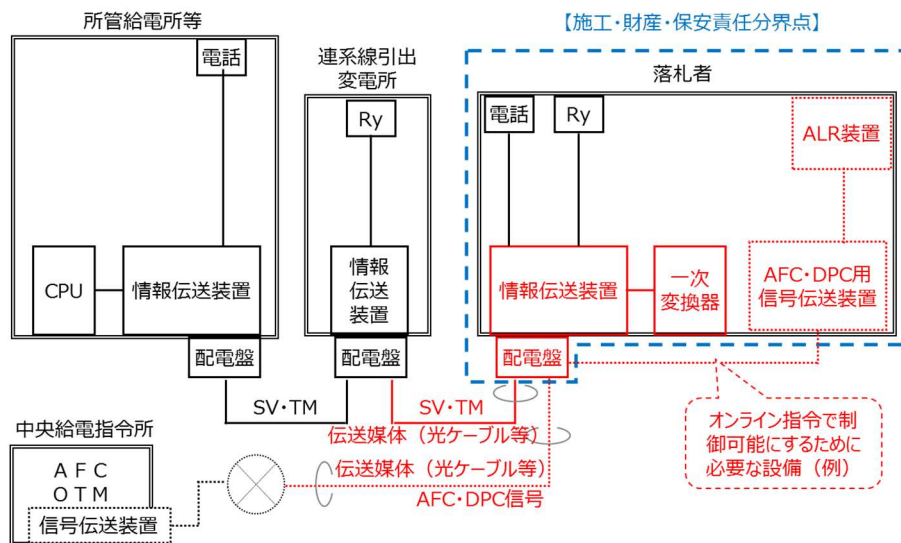 所管給電所等
電話
CPU
情報伝送装置
配電盤
連系線引出
変電所
Ry
情報
伝送
装置
配電盤
【施工・財産・保安責任分界点】
落札者
電話
Ry
ALR装置
情報伝送装置
一次
変換器
AFC・DPC用
信号伝送装置
配電盤
SV・TM
SV・TM
伝送媒体（光ケーブル等）
伝送媒体（光ケーブル等）
AFC・DPC信号
オンライン指令で制
御可能にするために
必要な設備（例）
中央給電指令所
ＡＦＣ
ＯＴＭ
信号伝送装置